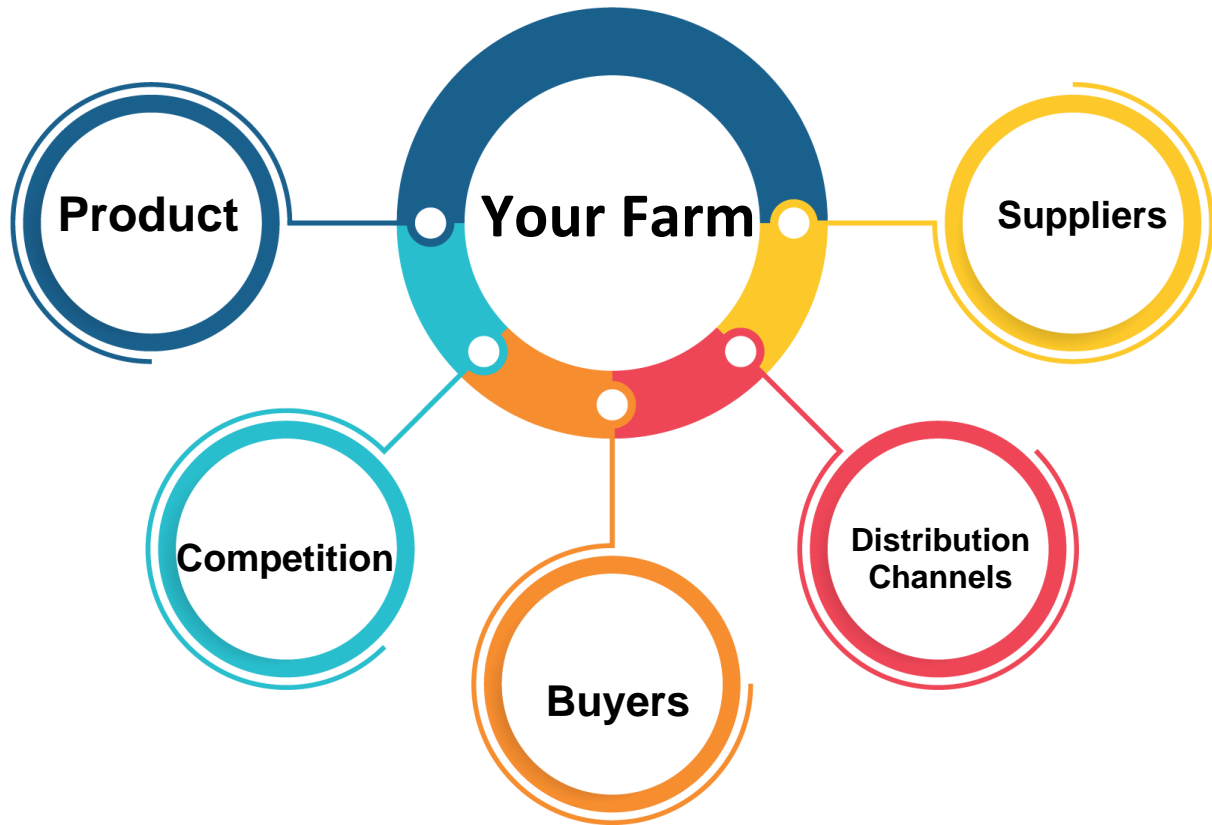 Your Farm
Product
Suppliers
Competition
Distribution
Channels
Buyers